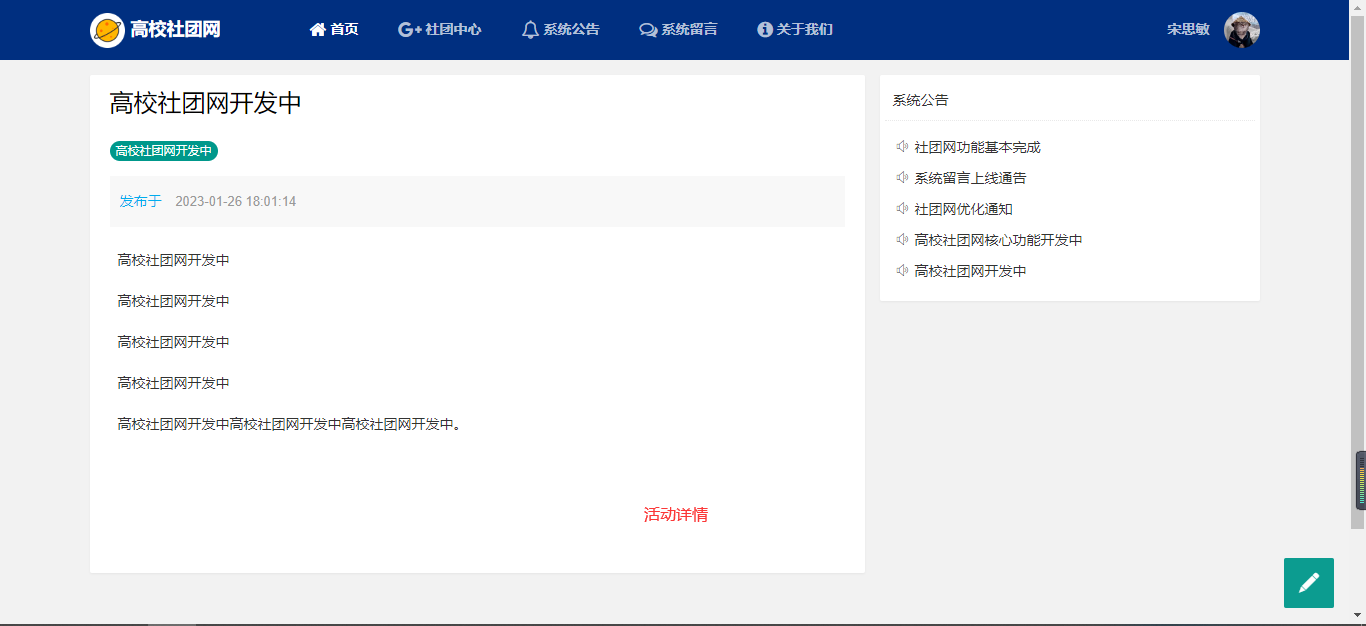 高校社团网 首页 G+ 社团中心 系统公告 系统留言 关于我们 宋思敏
高校社团网开发中
高校社团网开发中
发布于 2023-01-26 18:01:14
高校社团网开发中
高校社团网开发中
高校社团网开发中
高校社团网开发中
高校社团网开发中高校社团网开发中高校社团网开发中。
活动详情
系统公告
社团网功能基本完成
系统留言上线通告
社团网优化通知
高校社团网核心功能开发中
高校社团网开发中